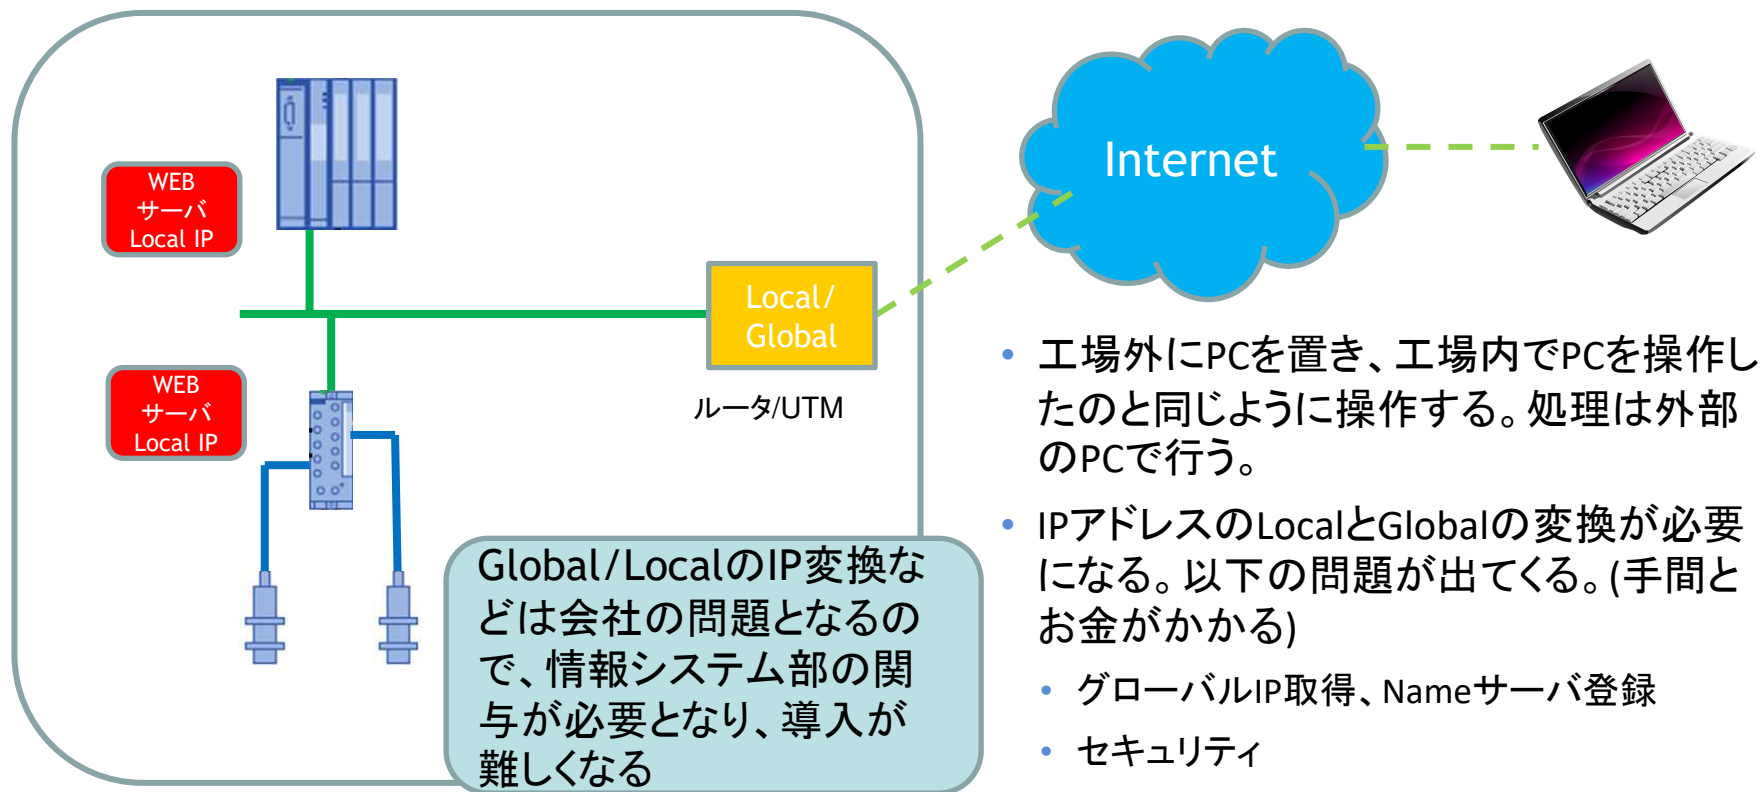 WEB
サーバ
Local IP
WEB
サーバ
Local IP
Local/
Global
ルータ/UTM
Internet
Global/LocalのIP変換な
どは会社の問題となるの
で、情報システム部の関
与が必要となり、導入が
難しくなる
• 工場外にPCを置き、工場内でPCを操作し
たのと同じように操作する。処理は外部
のPCで行う。
• IPアドレスのLocalとGlobalの変換が必要
になる。以下の問題が出てくる。(手間と
お金がかかる)
• グローバルIP取得、Nameサーバ登録
• セキュリティ